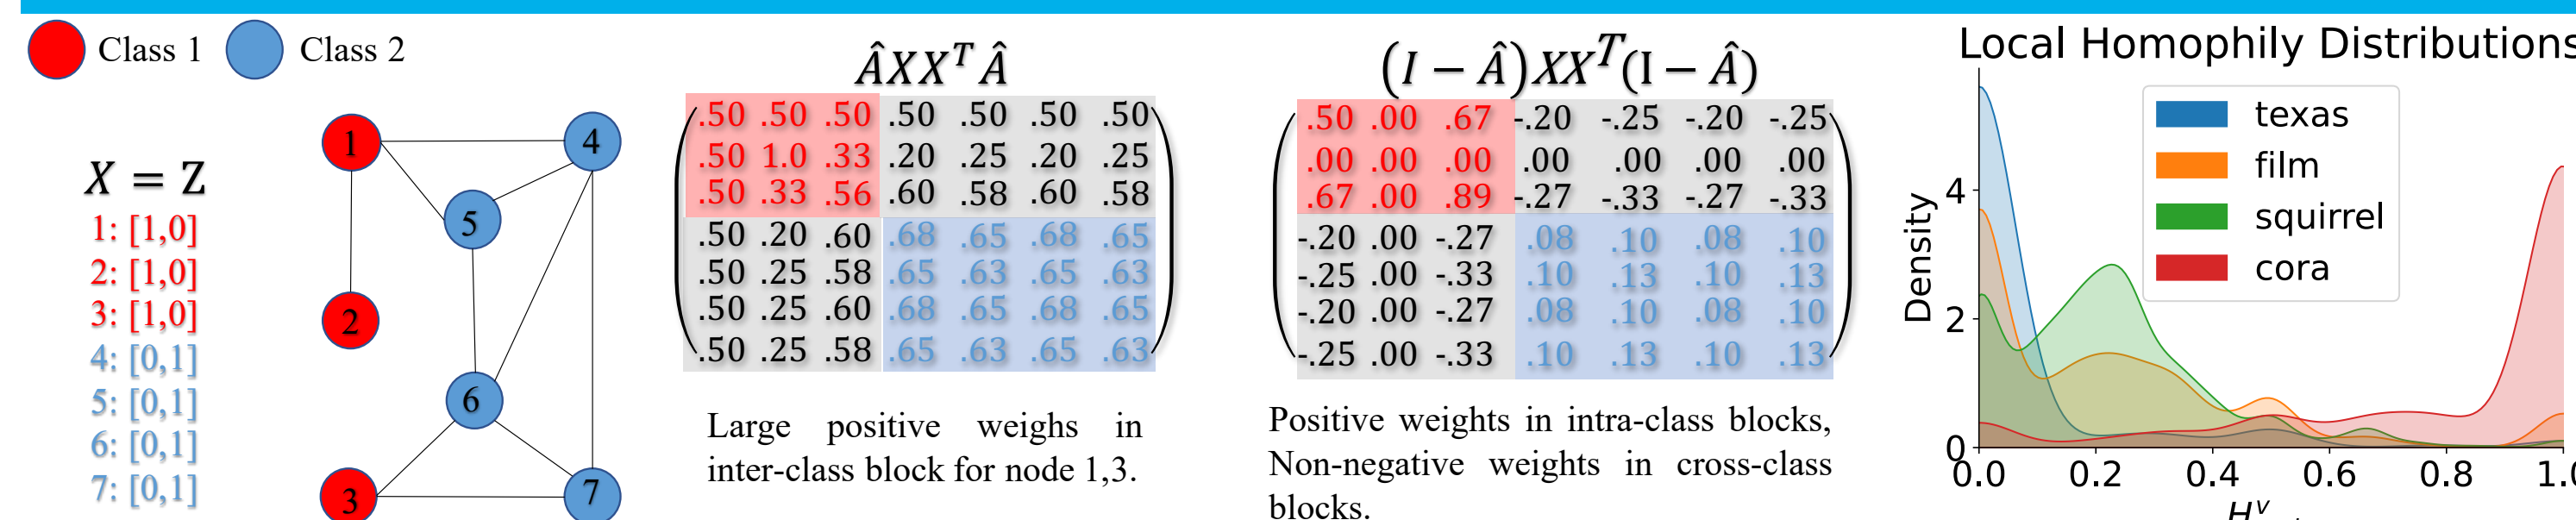 Class 1 Class 2
X = Z
1: [1,0]
2: [1,0]
3: [1,0]
4: [0,1]
5: [0,1]
6: [0,1]
7: [0,1]
1
4
5
2
6
3
7
ÂXXᵀÂ
.50 .50 .50 .50 .50 .50 .50
.50 1.0 .33 .20 .25 .20 .25
.50 .33 .56 .60 .58 .60 .58
.50 .20 .60 .68 .65 .68 .65
.50 .25 .58 .65 .63 .65 .63
.50 .25 .60 .68 .65 .68 .65
.50 .25 .58 .65 .63 .65 .63
Large positive weighs in
inter-class block for node 1,3.
(I − Â)XXᵀ(I − Â)
.50 .00 .67 -.20 -.25 -.20 -.25
.00 .00 .00 .00 .00 .00 .00
.67 .00 .89 -.27 -.33 -.27 -.33
-.20 .00 -.27 .08 .10 .08 .10
-.25 .00 -.33 .10 .13 .10 .13
-.20 .00 -.27 .08 .10 .08 .10
-.25 .00 -.33 .10 .13 .10 .13
Positive weights in intra-class blocks,
Non-negative weights in cross-class
blocks.
Local Homophily Distributions
texas
film
squirrel
cora
Density
4
2
0
0.0 0.2 0.4 0.6 0.8 1.0